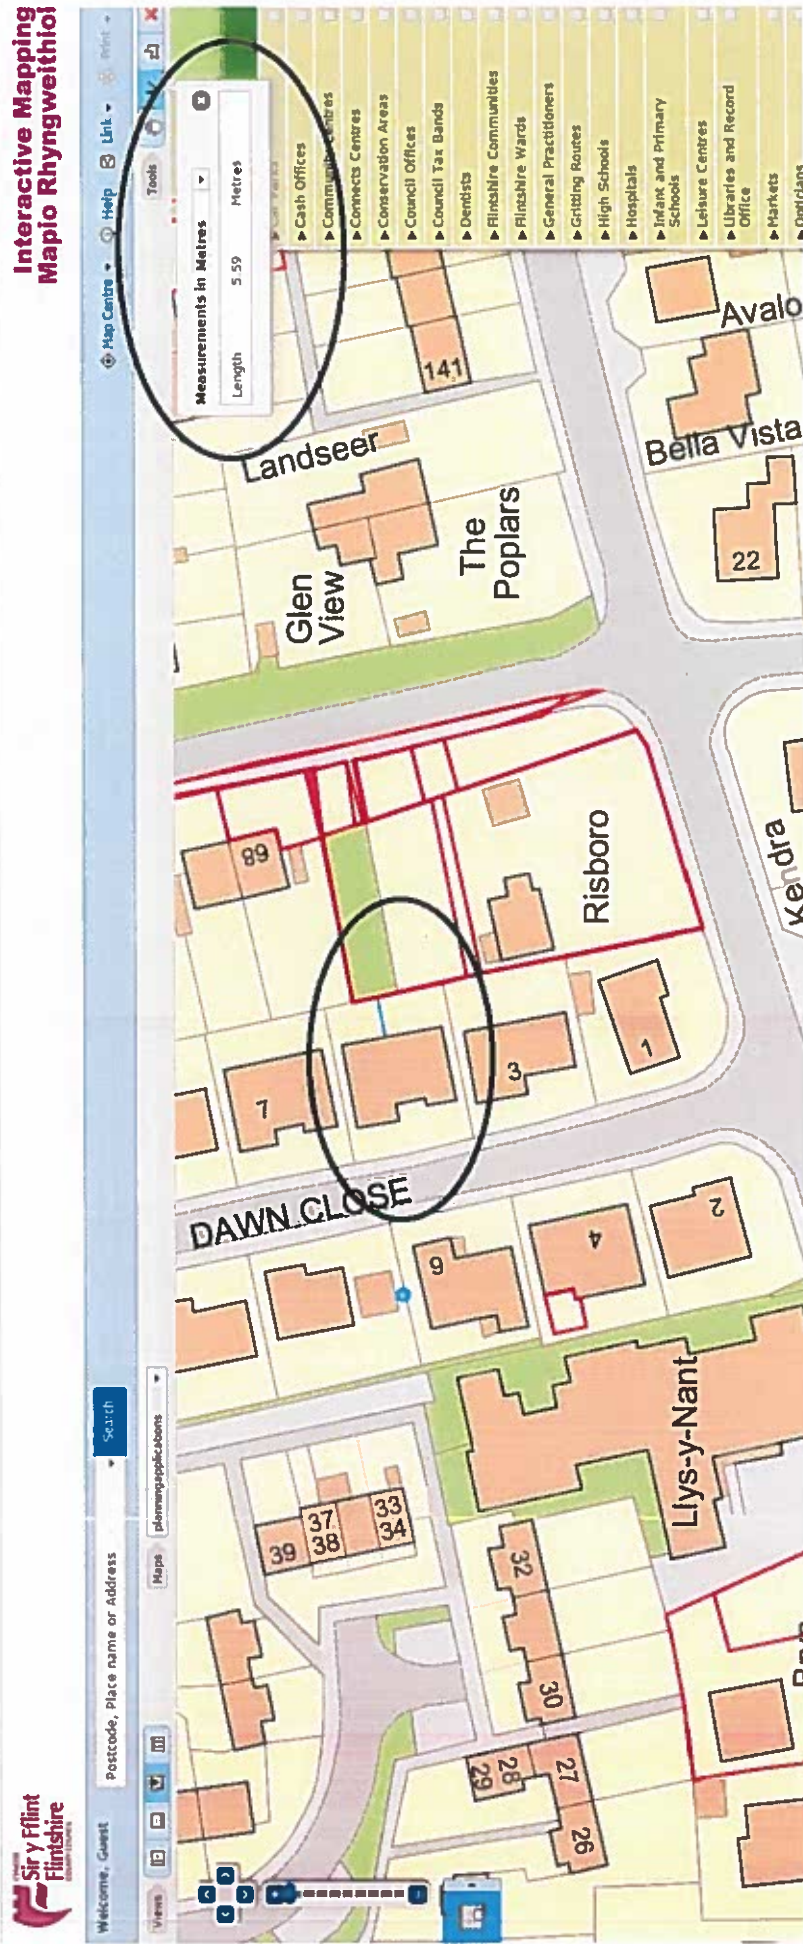 Sir y Fflint
Flintshire
Interactive Mapping
Mapio Rhyngweithiol
Welcome, Guest
Postcode, Place name or Address
Search
Map Centre
Help
Link
Print
Views
Maps
planningapplications
Tools
Measurements in Metres
Length 5.59 Metres
Cash Offices
Community Centres
Connects Centres
Conservation Areas
Council Offices
Council Tax Bands
Dentists
Flintshire Communities
Flintshire Wards
General Practitioners
Gritting Routes
High Schools
Hospitals
Infant and Primary
Schools
Leisure Centres
Libraries and Record
Office
Markets
Opticians
Landseer
Glen
View
The
Poplars
141
Avalo
Bella Vista
22
89
Risboro
Kendra
7
3
1
DAWN CLOSE
6
4
2
Llys-y-Nant
39
37
38
33
34
32
30
29
28
27
26